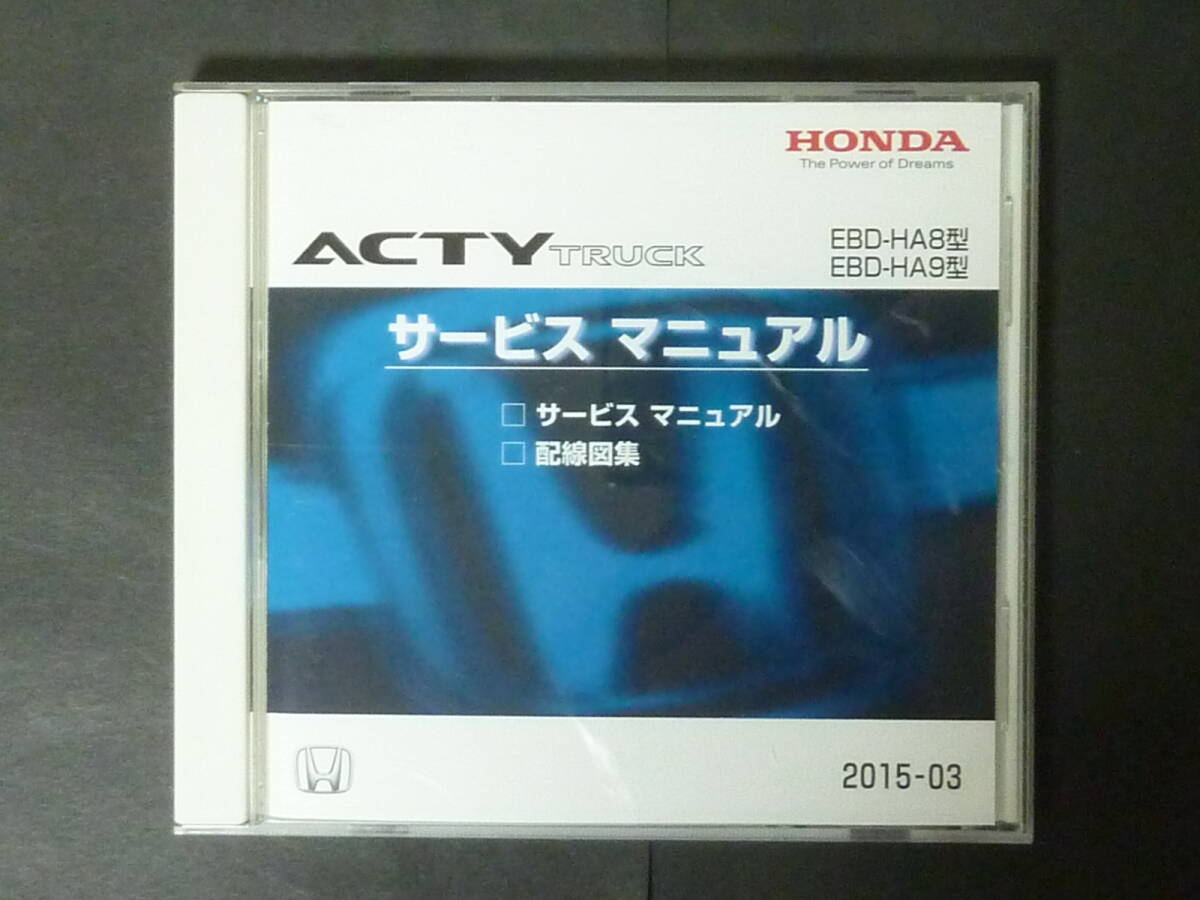 HONDA
The Power of Dreams
ACTY TRUCK
EBD-HA8型
EBD-HA9型
サービス マニュアル
□ サービス マニュアル
□ 配線図集
2015-03